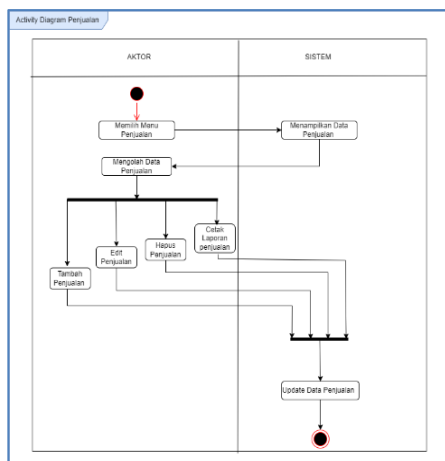 Activity Diagram Penjualan
AKTOR
SISTEM
Memilih Menu
Penjualan
Menampilkan Data
Penjualan
Mengolah Data
Penjualan
Tambah
Penjualan
Edit
Penjualan
Hapus
Penjualan
Cetak
Laporan
penjualan
Update Data Penjualan